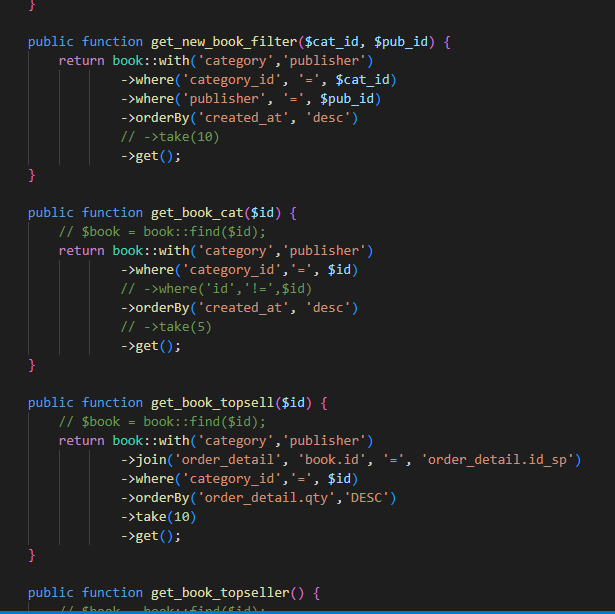 }
public function get_new_book_filter($cat_id, $pub_id) {
return book::with('category','publisher')
->where('category_id', '=', $cat_id)
->where('publisher', '=', $pub_id)
->orderBy('created_at', 'desc')
// ->take(10)
->get();
}
public function get_book_cat($id) {
// $book = book::find($id);
return book::with('category','publisher')
->where('category_id','=', $id)
// ->where('id','!=',$id)
->orderBy('created_at', 'desc')
// ->take(5)
->get();
}
public function get_book_topsell($id) {
// $book = book::find($id);
return book::with('category','publisher')
->join('order_detail', 'book.id', '=', 'order_detail.id_sp')
->where('category_id','=', $id)
->orderBy('order_detail.qty','DESC')
->take(10)
->get();
}
public function get_book_topseller() {
// $book = book::find($id);